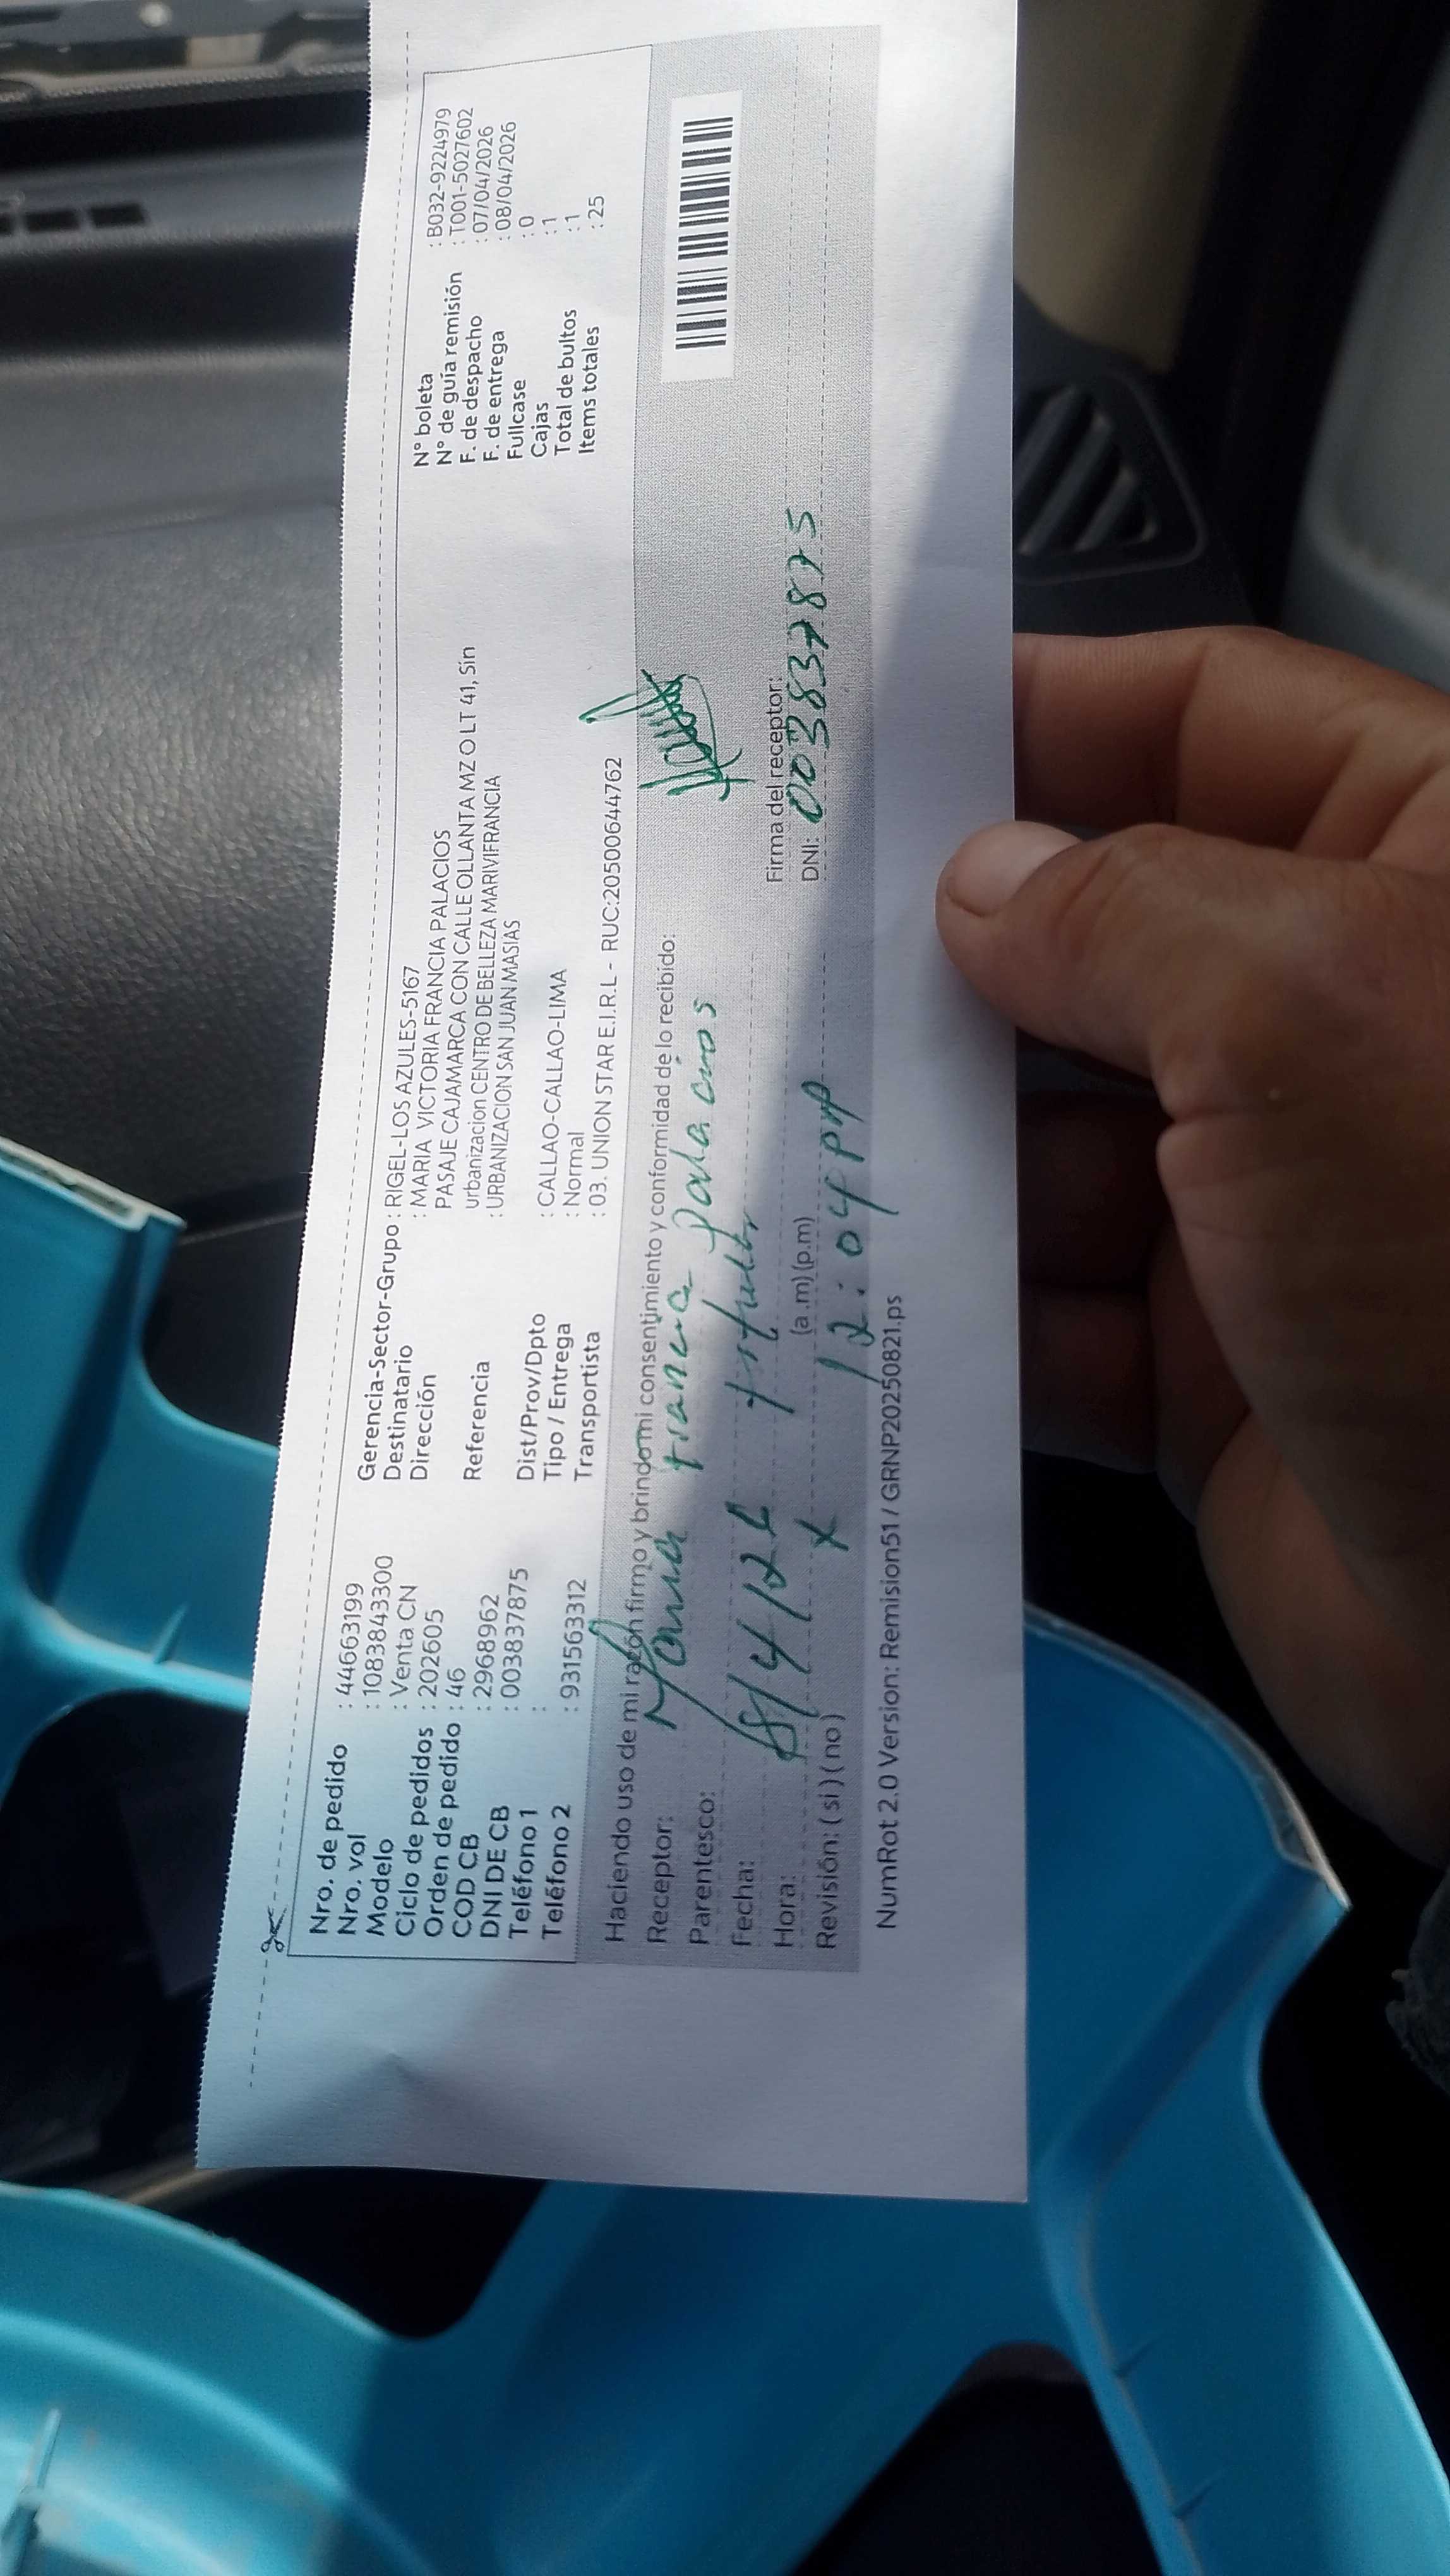 Nro. de pedido : 44663199
Nro. vol : 1083843300
Modelo : Venta CN
Ciclo de pedidos : 202605
Orden de pedido : 46
COD CB : 2968962
DNI DE CB : 003837875
Teléfono 1 :
Teléfono 2 : 931563312
Gerencia-Sector-Grupo : RIGEL-LOS AZULES-5167
Destinatario : MARIA VICTORIA FRANCIA PALACIOS
Dirección PASAJE CAJAMARCA CON CALLE OLLANTA MZ O LT 41, Sin
urbanizacion CENTRO DE BELLEZA MARIVIFRANCIA
Referencia : URBANIZACION SAN JUAN MASIAS
Dist/Prov/Dpto : CALLAO-CALLAO-LIMA
Tipo / Entrega : Normal
Transportista : 03. UNION STAR E.I.R.L - RUC:20500644762
N° boleta : B032-9224979
N° de guía remisión : T001-5027602
F. de despacho : 07/04/2026
F. de entrega : 08/04/2026
Fullcase : 0
Cajas : 1
Total de bultos : 1
Items totales : 25
Haciendo uso de mi razón firmo y brindo mi consentimiento y conformidad de lo recibido:
Receptor: Maria Francia Palacios
Parentesco: titular
Fecha: 8/4/26
Hora: (a.m) (p.m) 12:04 pm
Revisión: ( si ) ( no ) x
Firma del receptor:
DNI: 003837875
NumRot 2.0 Version: Remision51 / GRNP20250821.ps